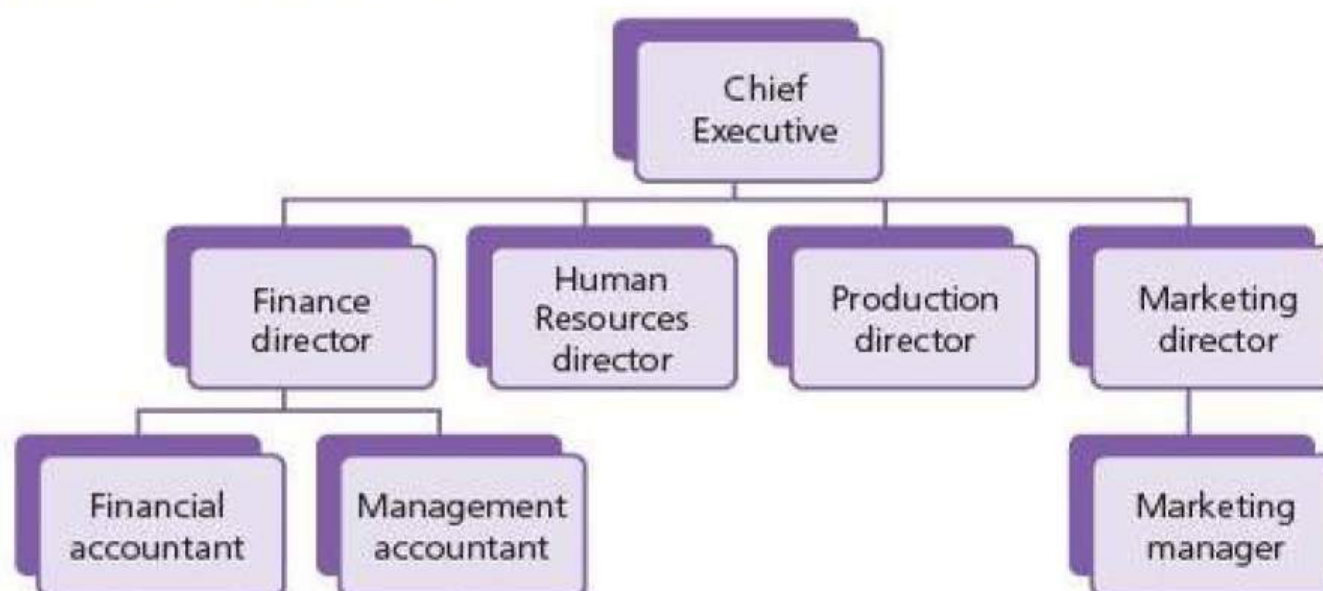 Chief
Executive
Finance
director
Human
Resources
director
Production
director
Marketing
director
Financial
accountant
Management
accountant
Marketing
manager